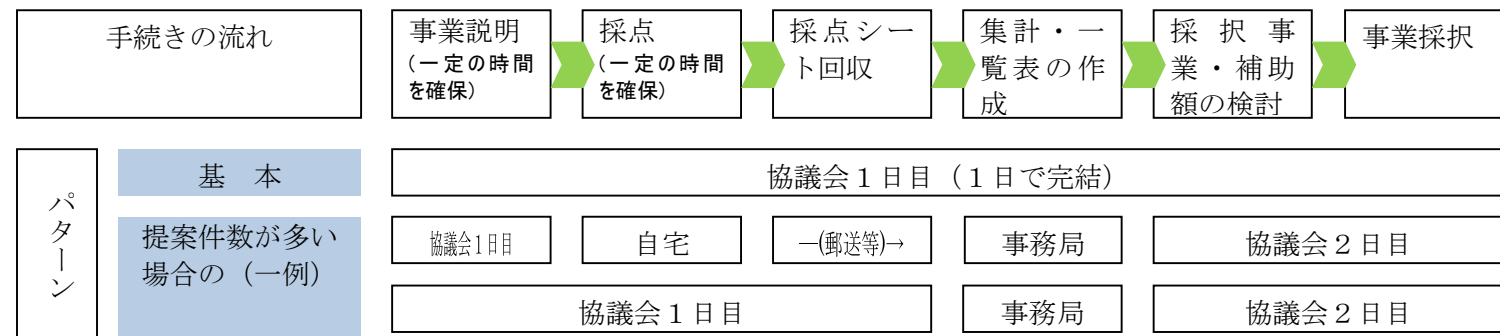 手続きの流れ
事業説明
(一定の時間
を確保)
採点
(一定の時間
を確保)
採点シー
ト回収
集計・一
覧表の作
成
採択事
業・補助
額の検討
事業採択
パターン
基 本
協議会1日目(1日で完結)
提案件数が多い
場合の(一例)
協議会1日目
自宅
―(郵送等)→
事務局
協議会2日目
協議会1日目
事務局
協議会2日目